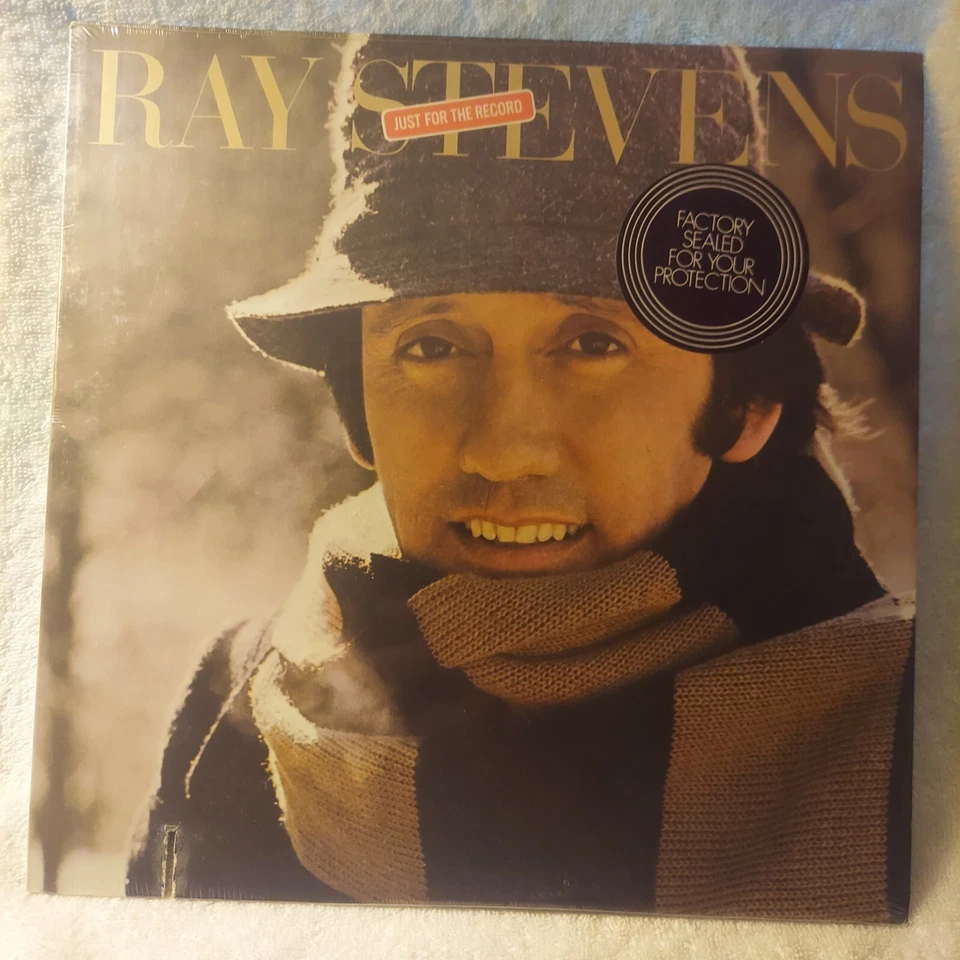 RAY STEVENS
JUST FOR THE RECORD
FACTORY
SEALED
FOR YOUR
PROTECTION